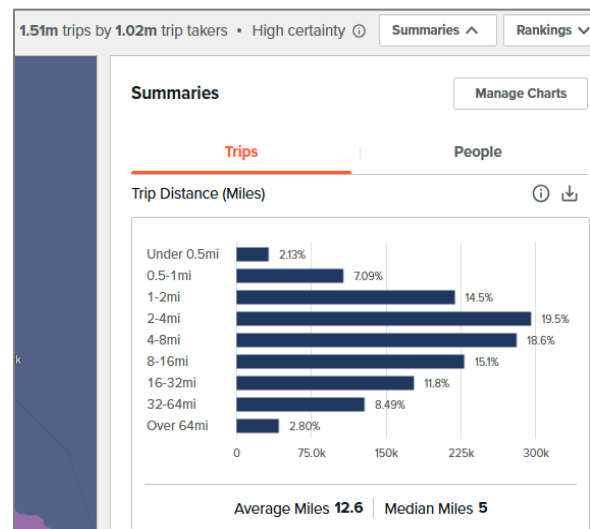 1.51m trips by 1.02m trip takers • High certainty Summaries Rankings
Summaries Manage Charts
Trips People
Trip Distance (Miles)
Under 0.5mi 2.13%
0.5-1mi 7.09%
1-2mi 14.5%
2-4mi 19.5%
4-8mi 18.6%
8-16mi 15.1%
16-32mi 11.8%
32-64mi 8.49%
Over 64mi 2.80%
0 75.0k 150k 225k 300k
Average Miles 12.6 Median Miles 5
k